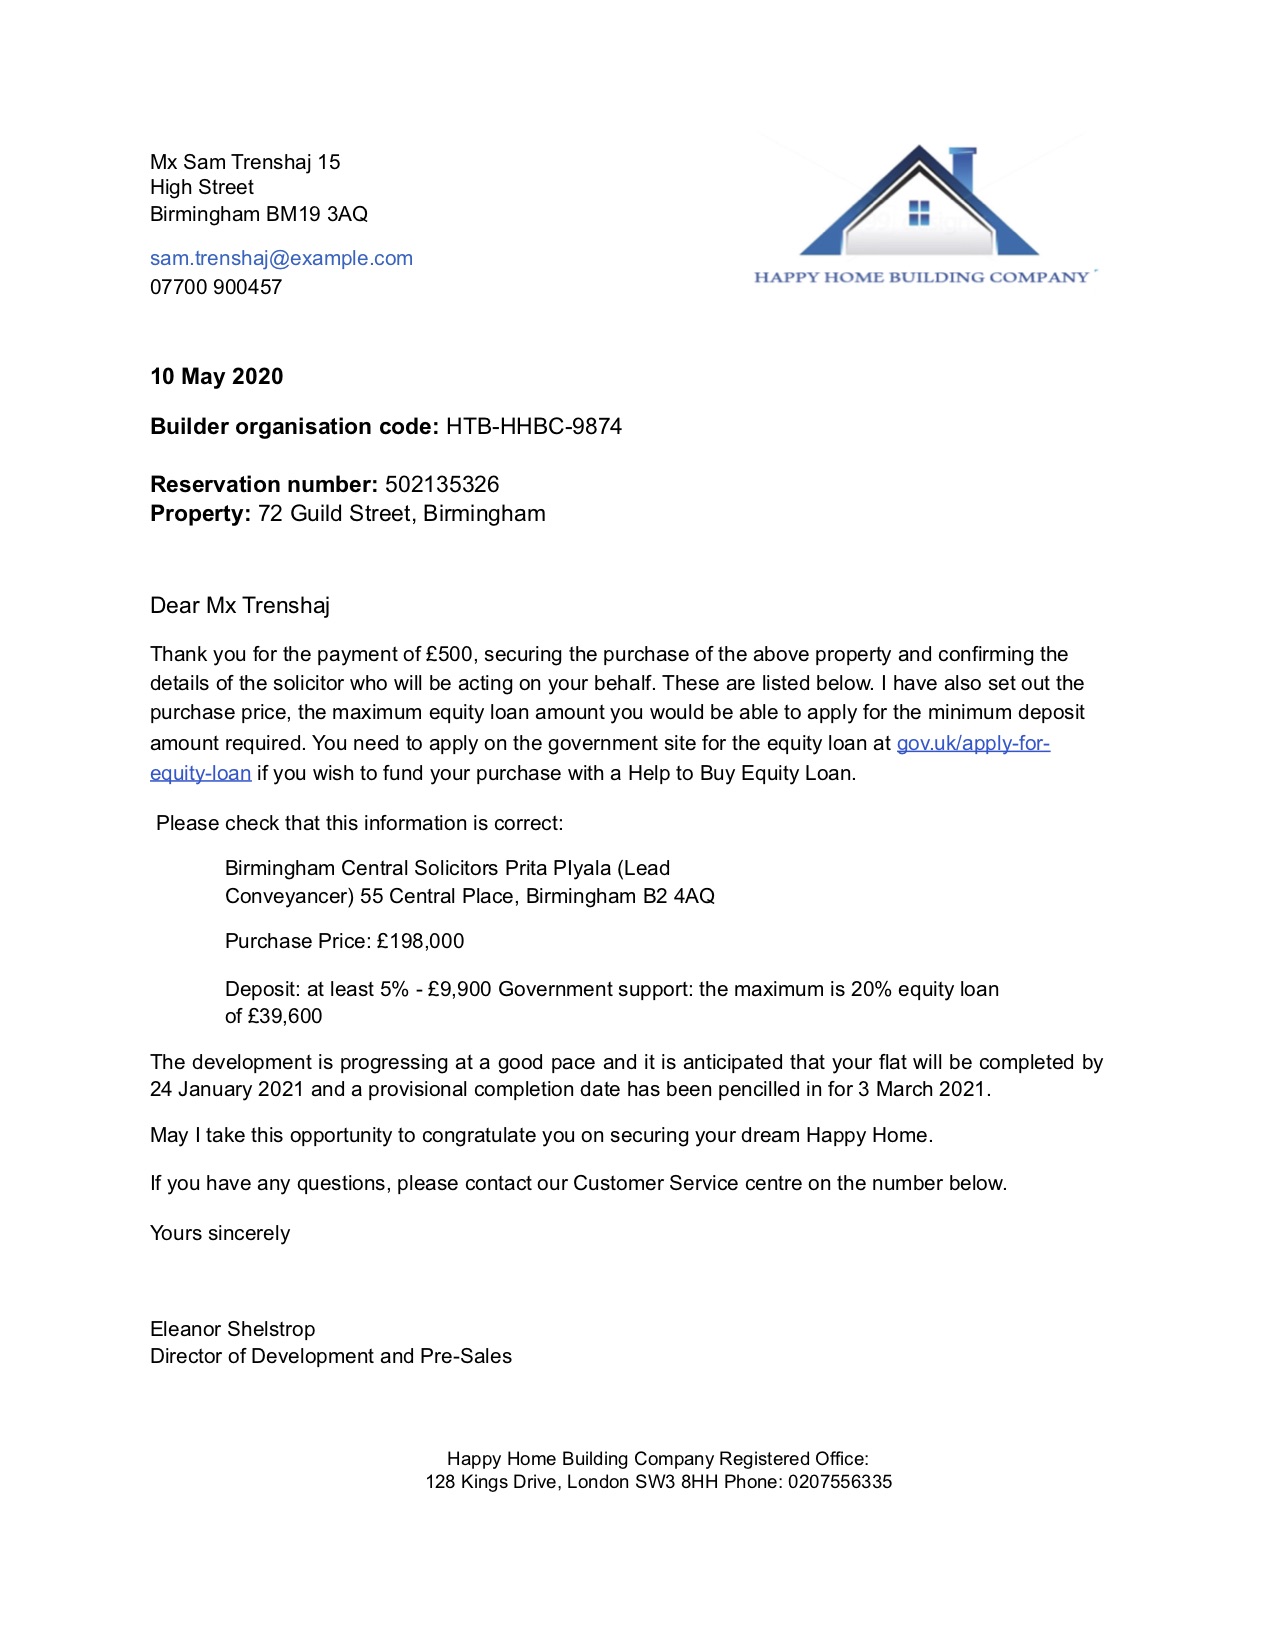 Mx Sam Trenshaj 15
High Street
Birmingham BM19 3AQ
sam.trenshaj@example.com
07700 900457
HAPPY HOME BUILDING COMPANY
10 May 2020
Builder organisation code: HTB-HHBC-9874
Reservation number: 502135326
Property: 72 Guild Street, Birmingham
Dear Mx Trenshaj
Thank you for the payment of £500, securing the purchase of the above property and confirming the
details of the solicitor who will be acting on your behalf. These are listed below. I have also set out the
purchase price, the maximum equity loan amount you would be able to apply for the minimum deposit
amount required. You need to apply on the government site for the equity loan at gov.uk/apply-for-
equity-loan if you wish to fund your purchase with a Help to Buy Equity Loan.
Please check that this information is correct:
Birmingham Central Solicitors Prita Plyala (Lead
Conveyancer) 55 Central Place, Birmingham B2 4AQ
Purchase Price: £198,000
Deposit: at least 5% - £9,900 Government support: the maximum is 20% equity loan
of £39,600
The development is progressing at a good pace and it is anticipated that your flat will be completed by
24 January 2021 and a provisional completion date has been pencilled in for 3 March 2021.
May I take this opportunity to congratulate you on securing your dream Happy Home.
If you have any questions, please contact our Customer Service centre on the number below.
Yours sincerely
Eleanor Shelstrop
Director of Development and Pre-Sales
Happy Home Building Company Registered Office:
128 Kings Drive, London SW3 8HH Phone: 0207556335